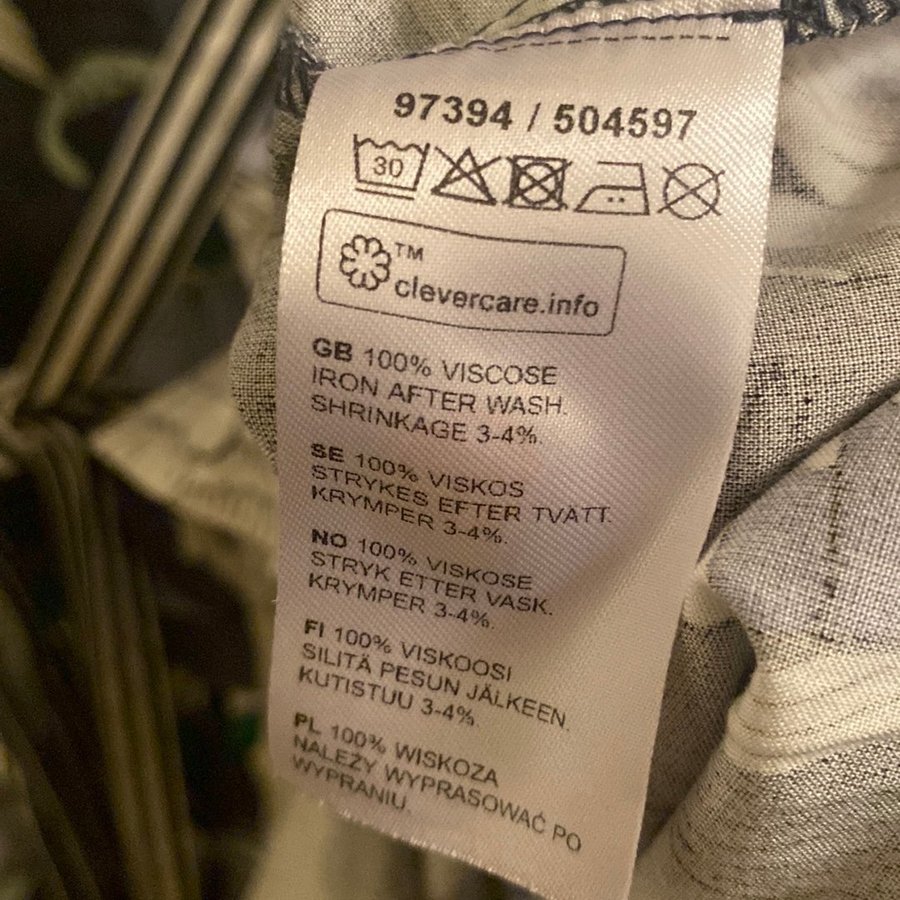 97394 / 504597
30
™
clevercare.info
GB 100% VISCOSE
IRON AFTER WASH.
SHRINKAGE 3-4%.
SE 100% VISKOS
STRYKES EFTER TVÄTT.
KRYMPER 3-4%.
NO 100% VISKOSE
STRYK ETTER VASK.
KRYMPER 3-4%.
FI 100% VISKOOSI
SILITÄ PESUN JÄLKEEN.
KUTISTUU 3-4%.
PL 100% WISKOZA
NALEŻY WYPRASOWAĆ PO
WYPRANIU.